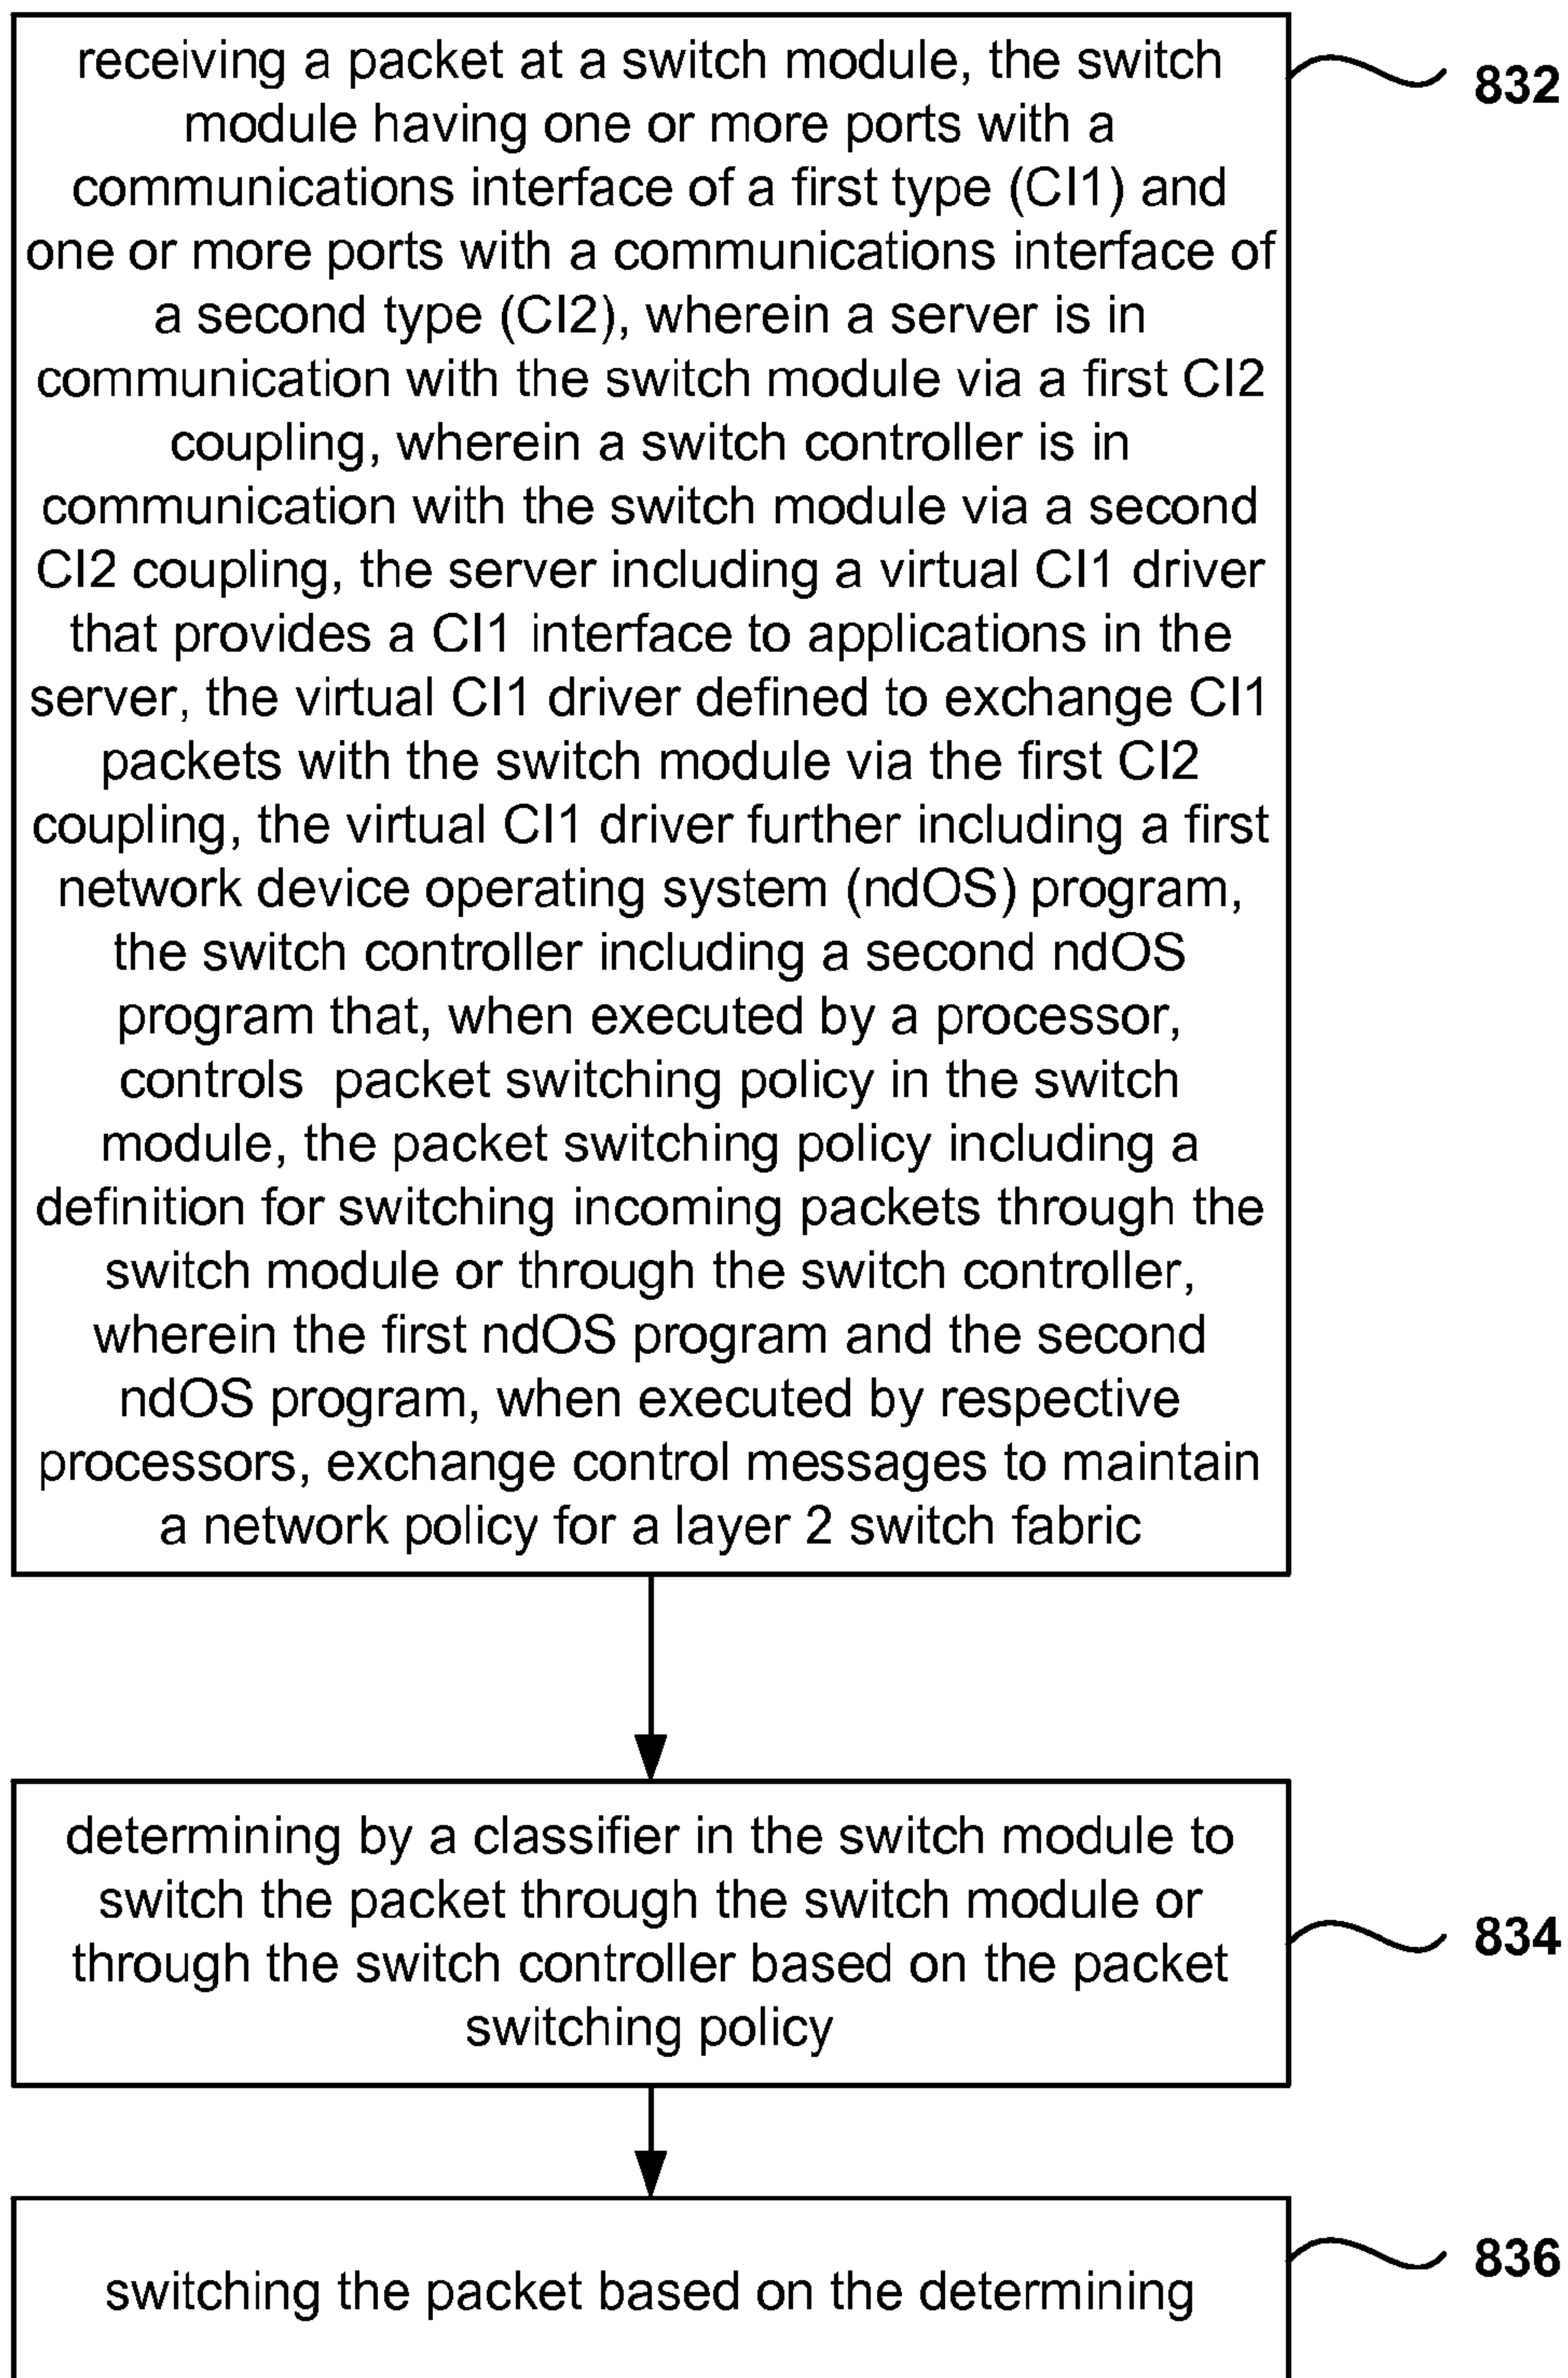 receiving a packet at a switch module, the switch
module having one or more ports with a
communications interface of a first type (CI1) and
one or more ports with a communications interface of
a second type (CI2), wherein a server is in
communication with the switch module via a first CI2
coupling, wherein a switch controller is in
communication with the switch module via a second
CI2 coupling, the server including a virtual CI1 driver
that provides a CI1 interface to applications in the
server, the virtual CI1 driver defined to exchange CI1
packets with the switch module via the first CI2
coupling, the virtual CI1 driver further including a first
network device operating system (ndOS) program,
the switch controller including a second ndOS
program that, when executed by a processor,
controls packet switching policy in the switch
module, the packet switching policy including a
definition for switching incoming packets through the
switch module or through the switch controller,
wherein the first ndOS program and the second
ndOS program, when executed by respective
processors, exchange control messages to maintain
a network policy for a layer 2 switch fabric
832
determining by a classifier in the switch module to
switch the packet through the switch module or
through the switch controller based on the packet
switching policy
834
switching the packet based on the determining
836